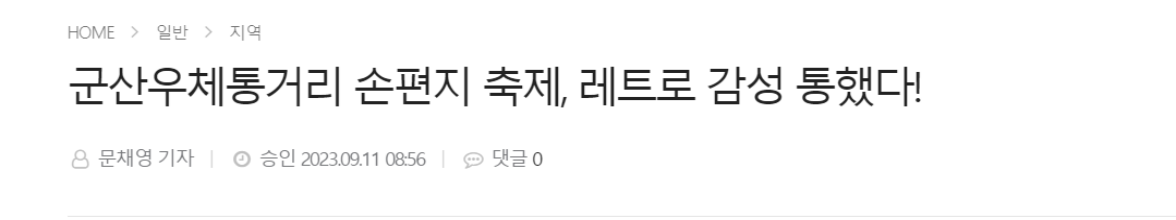 HOME > 일반 > 지역
군산우체통거리 손편지 축제, 레트로 감성 통했다!
문채영 기자 | 승인 2023.09.11 08:56 | 댓글 0